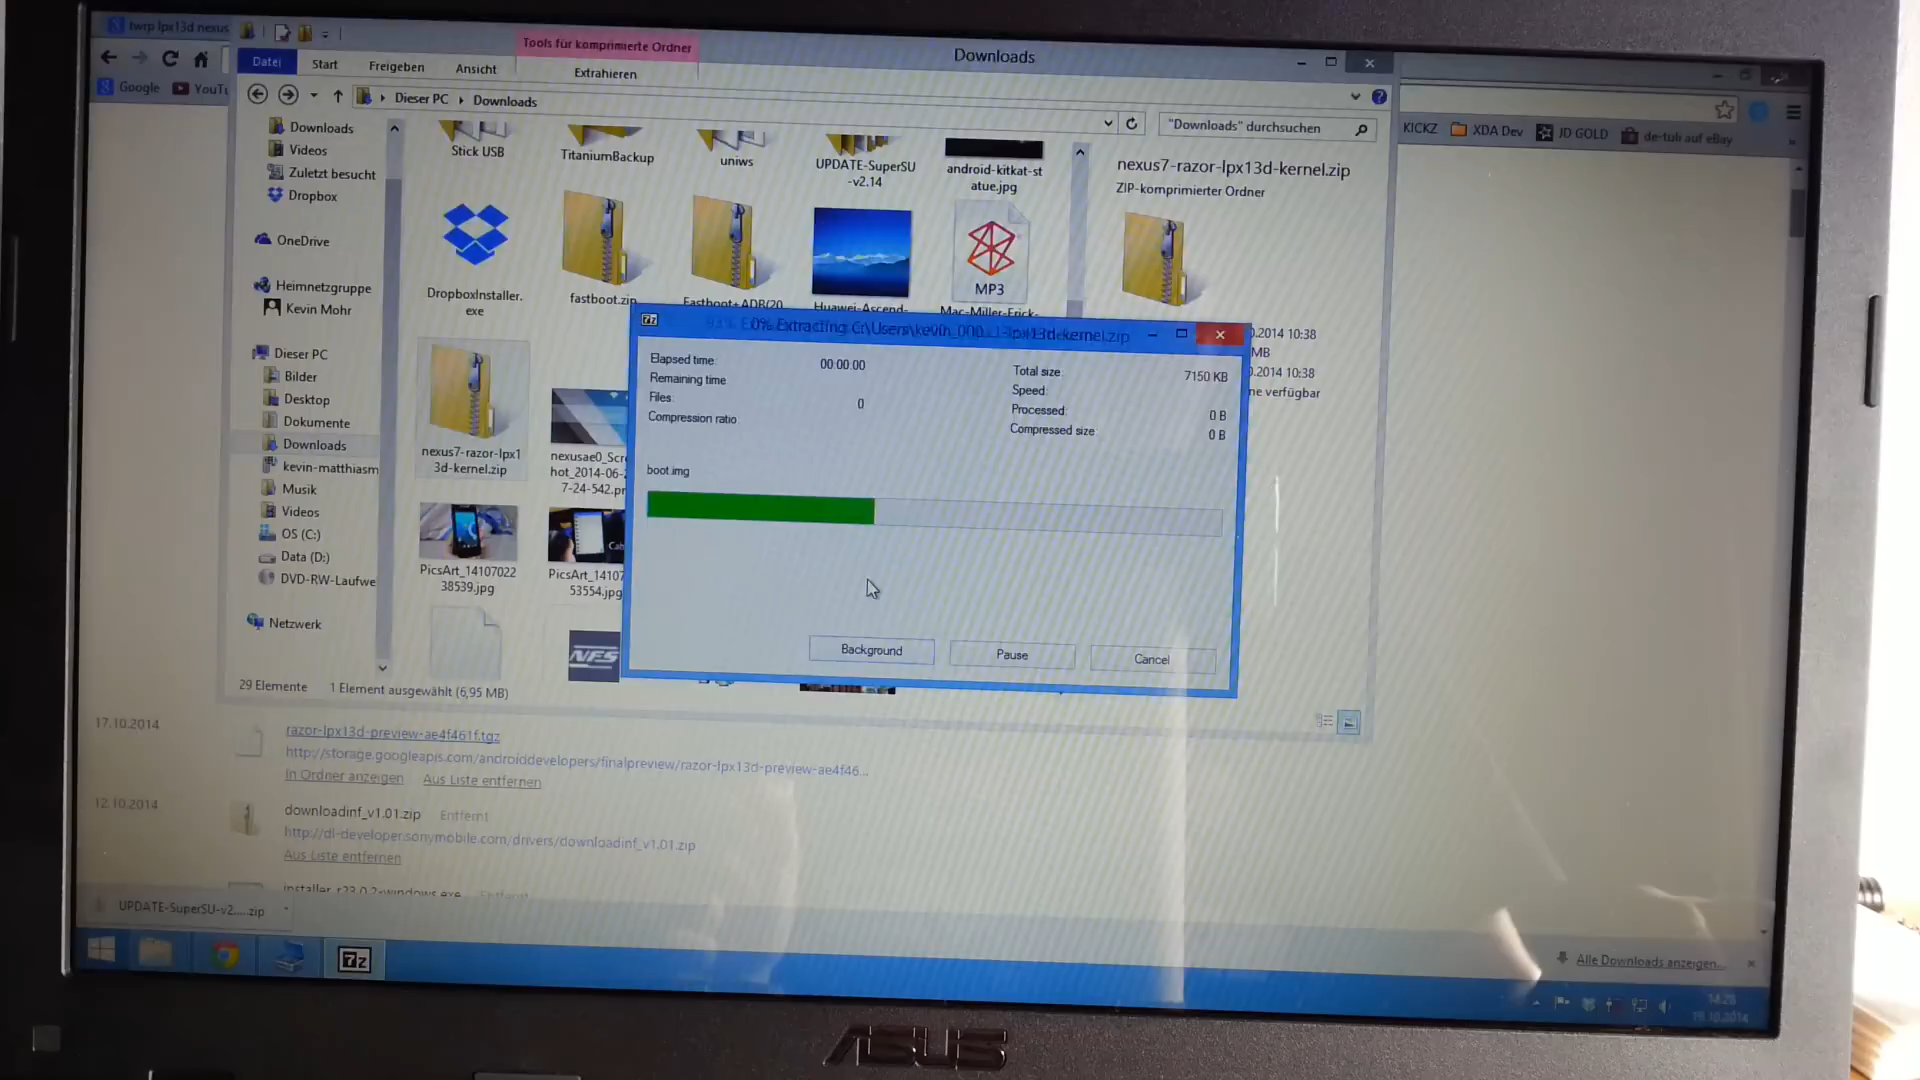 twrp lpx13d nexus
Tools für komprimierte Ordner
Downloads
Datei
Start
Freigeben
Ansicht
Extrahieren
Google
YouTu
Dieser PC
Downloads
"Downloads" durchsuchen
KICKZ
XDA Dev
JD GOLD
de-tub auf eBay
Downloads
Videos
Zuletzt besucht
Dropbox
OneDrive
Heimnetzgruppe
Kevin Mohr
Dieser PC
Bilder
Desktop
Dokumente
Downloads
kevin-matthiasm
Musik
Videos
OS (C:)
Data (D:)
DVD-RW-Laufwe
Netzwerk
Stick USB
TitaniumBackup
uniws
UPDATE-SuperSU
-v2.14
android-kitkat-st
atue.jpg
DropboxInstaller.
exe
fastboot.zip
Fastboot+ADB(20
Huawei-Ascend-
MP3
Mac-Miller-Erick-
nexus7-razor-lpx1
3d-kernel.zip
nexusae0_Scre
hot_2014-06-2
7-24-542.pn
PicsArt_14107022
38539.jpg
PicsArt_14107
53554.jpg
NFS
nexus7-razor-lpx13d-kernel.zip
ZIP-komprimierter Ordner
0.2014 10:38
MB
0.2014 10:38
ne verfügbar
0% Extracting C:\Users\kevin_000...13lpx13d-kernel.zip
Elapsed time:
00:00:00
Remaining time
Files:
0
Compression ratio:
Total size:
7150 KB
Speed:
Processed:
0 B
Compressed size:
0 B
boot.img
Background
Pause
Cancel
29 Elemente
1 Element ausgewählt (6,95 MB)
17.10.2014
razor-lpx13d-preview-ae4f461f.tgz
http://storage.googleapis.com/androiddevelopers/finalpreview/razor-lpx13d-preview-ae4f46...
In Ordner anzeigen
Aus Liste entfernen
12.10.2014
downloadinf_v1.01.zip
Entfernt
http://dl-developer.sonymobile.com/drivers/downloadinf_v1.01.zip
Aus Liste entfernen
installer_r23.0.2-windows.exe
Entfernt
UPDATE-SuperSU-v2.....zip
Alle Downloads anzeigen...
7z
14:28
ASUS